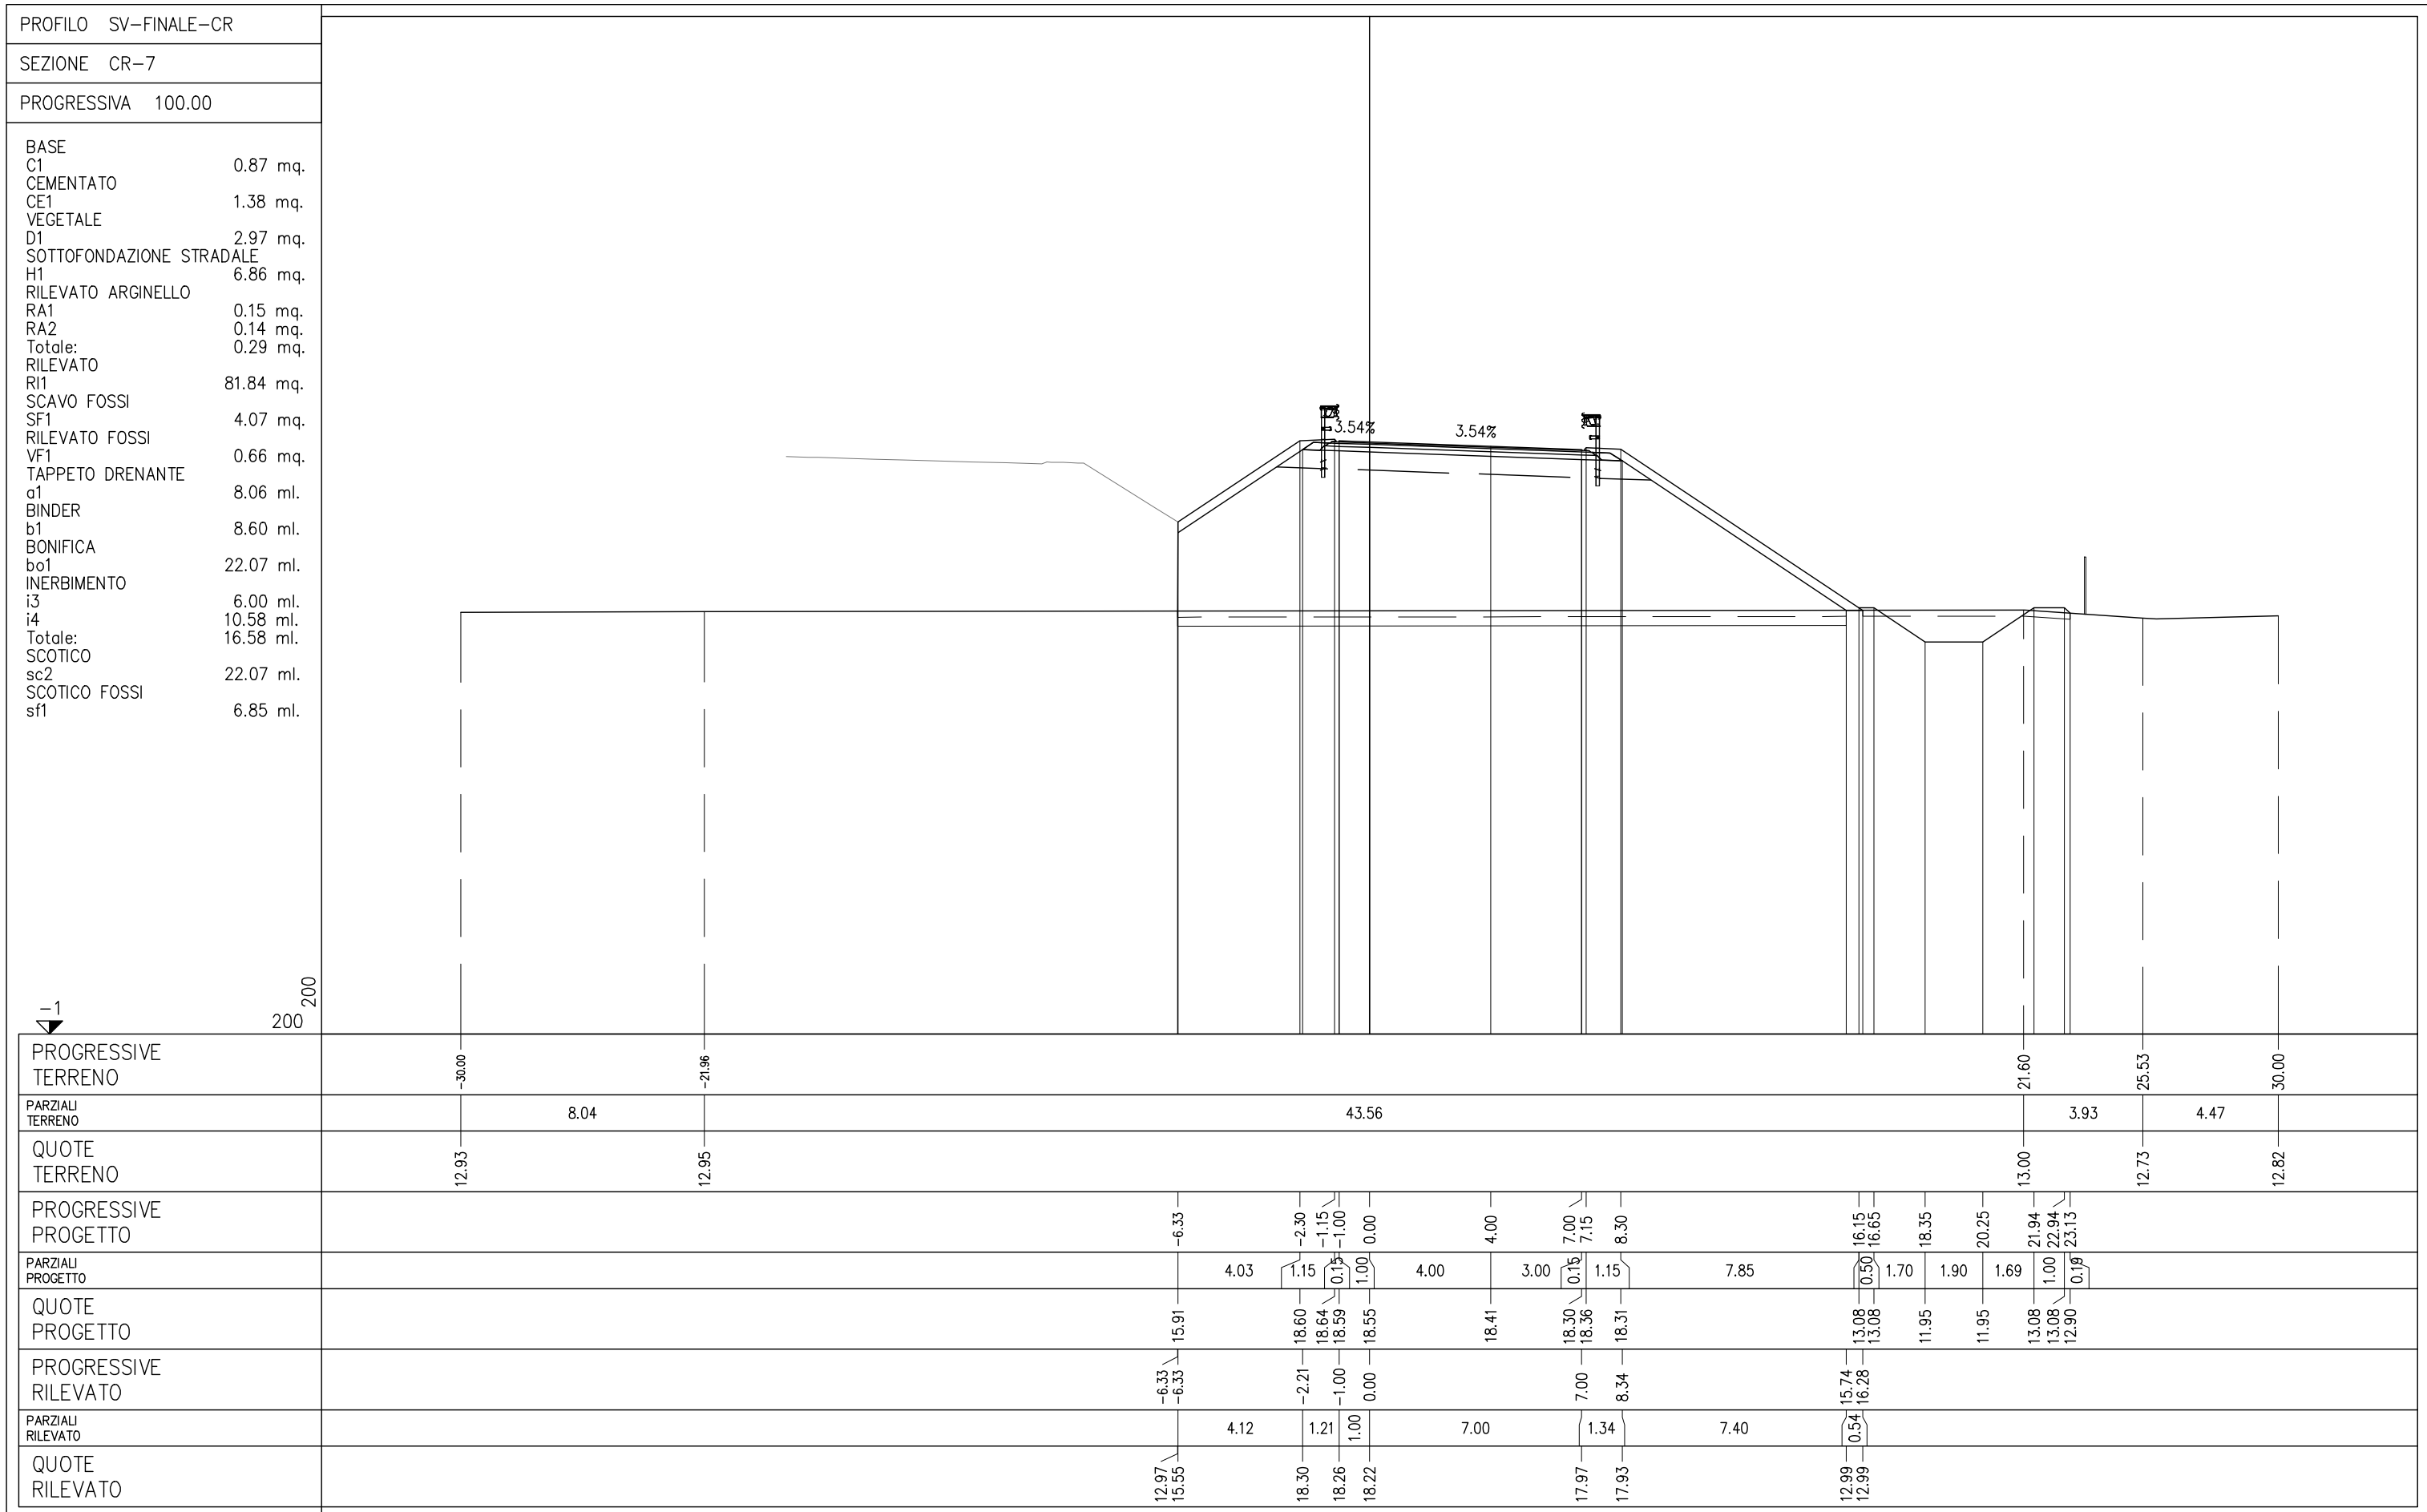 PROFILO SV-FINALE-CR
SEZIONE CR-7
PROGRESSIVA 100.00
BASE
C1 0.87 mq.
CEMENTATO
CE1 1.38 mq.
VEGETALE
D1 2.97 mq.
SOTTOFONDAZIONE STRADALE
H1 6.86 mq.
RILEVATO ARGINELLO
RA1 0.15 mq.
RA2 0.14 mq.
Totale: 0.29 mq.
RILEVATO
RI1 81.84 mq.
SCAVO FOSSI
SF1 4.07 mq.
RILEVATO FOSSI
VF1 0.66 mq.
TAPPETO DRENANTE
a1 8.06 ml.
BINDER
b1 8.60 ml.
BONIFICA
bo1 22.07 ml.
INERBIMENTO
i3 6.00 ml.
i4 10.58 ml.
Totale: 16.58 ml.
SCOTICO
sc2 22.07 ml.
SCOTICO FOSSI
sf1 6.85 ml.
3.54% 3.54%
-1
200
200
PROGRESSIVE
TERRENO
-30.00 -21.96 21.60 25.53 30.00
PARZIALI
TERRENO
8.04 43.56 3.93 4.47
QUOTE
TERRENO
12.93 12.95 13.00 12.73 12.82
PROGRESSIVE
PROGETTO
-6.33 -2.30 -1.15 -1.00 0.00 4.00 7.00 7.15 8.30 16.15 16.65 18.35 20.25 21.94 22.94 23.13
PARZIALI
PROGETTO
4.03 1.15 0.15 1.00 4.00 3.00 0.15 1.15 7.85 0.50 1.70 1.90 1.69 1.00 0.19
QUOTE
PROGETTO
15.91 18.60 18.64 18.59 18.55 18.41 18.30 18.36 18.31 13.08 13.08 11.95 11.95 13.08 13.08 12.90
PROGRESSIVE
RILEVATO
-6.33 -6.33 -2.21 -1.00 0.00 7.00 8.34 15.74 16.28
PARZIALI
RILEVATO
4.12 1.21 1.00 7.00 1.34 7.40 0.54
QUOTE
RILEVATO
12.97 15.55 18.30 18.26 18.22 17.97 17.93 12.99 12.99